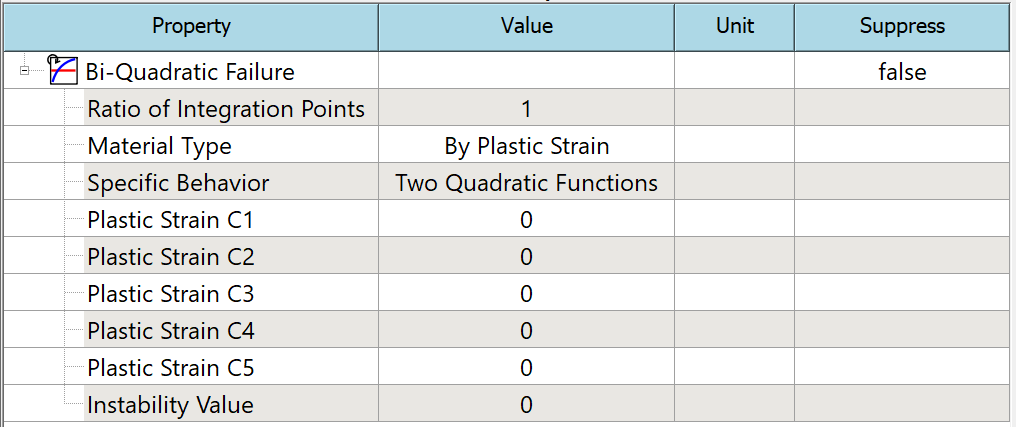 Property Value Unit Suppress
Bi-Quadratic Failure false
Ratio of Integration Points 1
Material Type By Plastic Strain
Specific Behavior Two Quadratic Functions
Plastic Strain C1 0
Plastic Strain C2 0
Plastic Strain C3 0
Plastic Strain C4 0
Plastic Strain C5 0
Instability Value 0